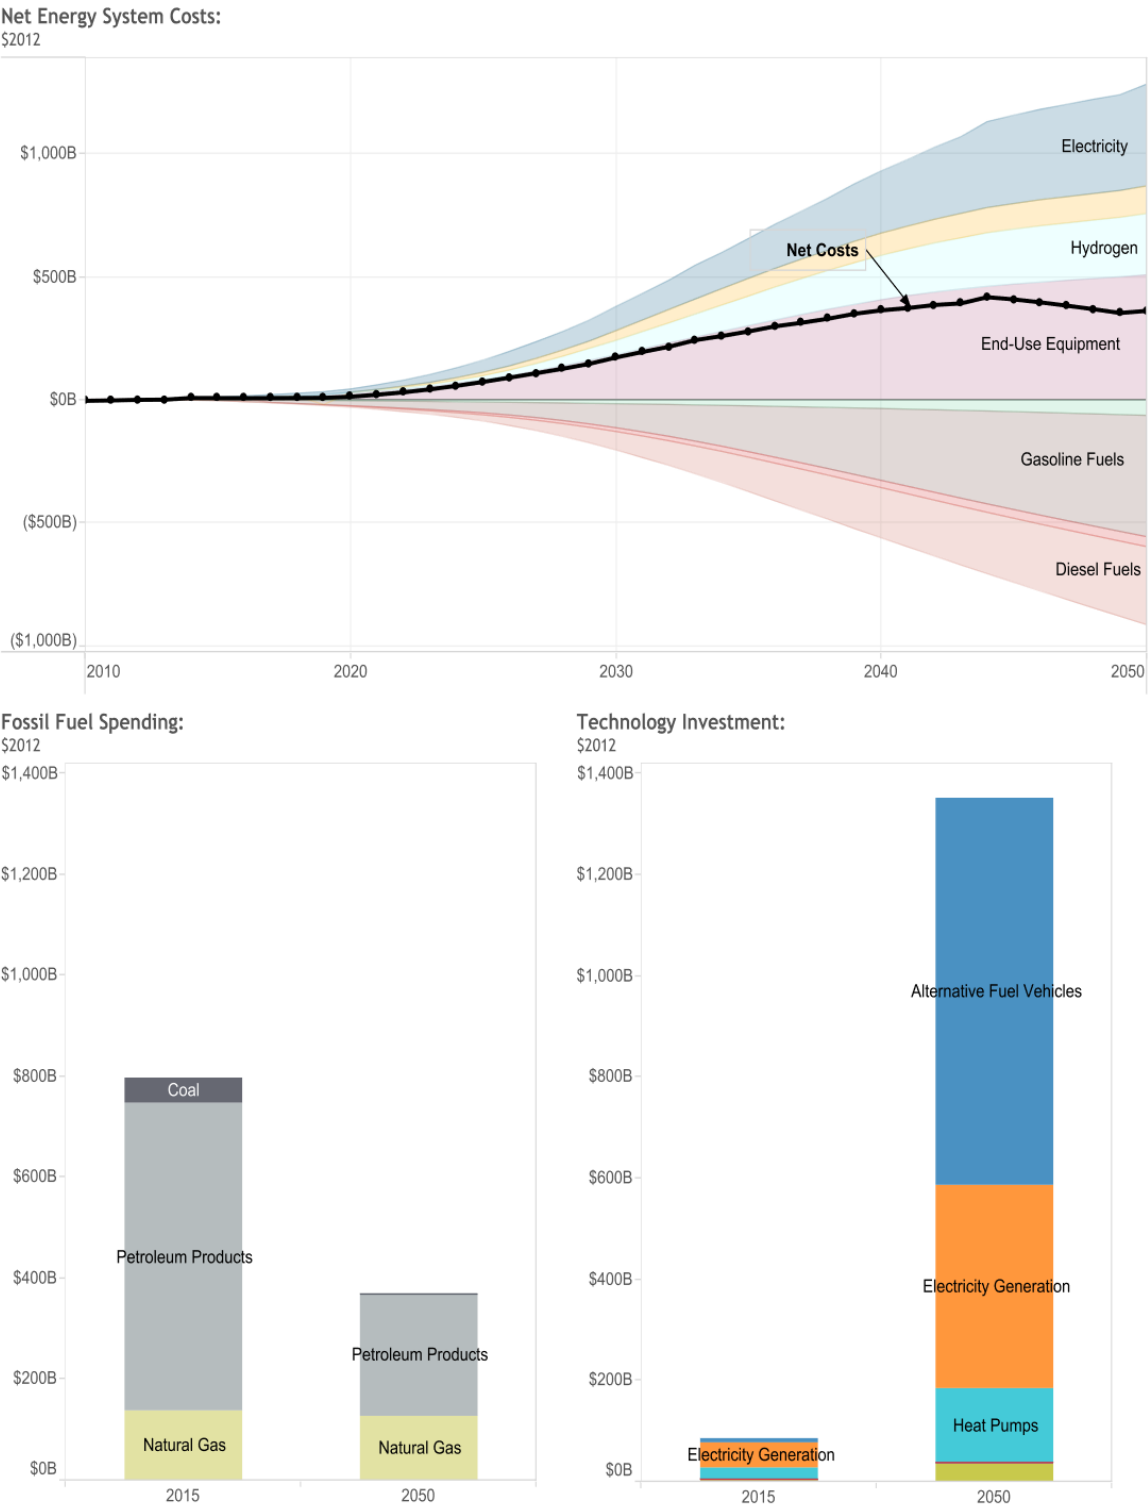 Net Energy System Costs:
$2012
$1,000B
Electricity
Net Costs
Hydrogen
$500B
End-Use Equipment
$0B
Gasoline Fuels
($500B)
Diesel Fuels
($1,000B)
2010 2020 2030 2040 2050
Fossil Fuel Spending:
$2012
$1,400B
$1,200B
$1,000B
$800B
Coal
$600B
Petroleum Products
$400B
Petroleum Products
$200B
Natural Gas
Natural Gas
$0B
2015 2050
Technology Investment:
$2012
$1,400B
$1,200B
$1,000B
Alternative Fuel Vehicles
$800B
$600B
$400B
Electricity Generation
$200B
Heat Pumps
Electricity Generation
$0B
2015 2050